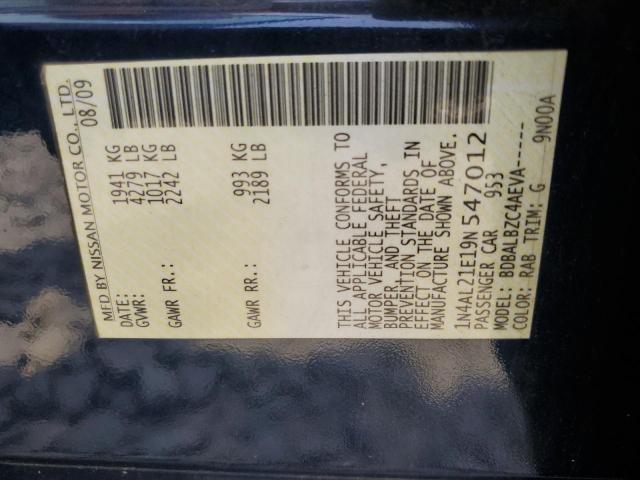 MFD BY NISSAN MOTOR CO., LTD.
DATE: 08/09
GVWR: 1941 KG
4279 LB
GAWR FR.: 1017 KG
2242 LB
GAWR RR.: 993 KG
2189 LB
THIS VEHICLE CONFORMS TO
ALL APPLICABLE FEDERAL
MOTOR VEHICLE SAFETY,
BUMPER, AND THEFT
PREVENTION STANDARDS IN
EFFECT ON THE DATE OF
MANUFACTURE SHOWN ABOVE.
1N4AL21E19N547012
PASSENGER CAR 953
MODEL: BDBALBZC4AEVA-----
COLOR: RAB TRIM: G 9N00A